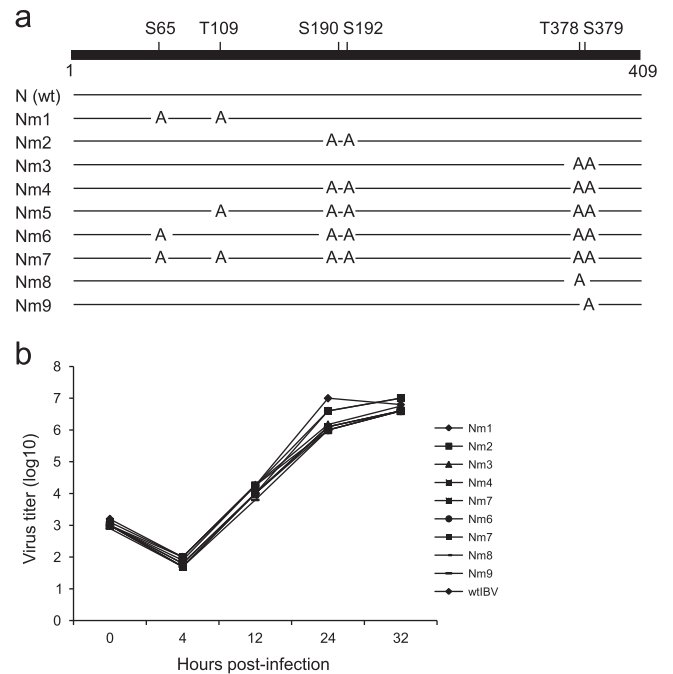 a
S65 T109 S190 S192 T378 S379
1 409
N (wt)
Nm1 A A
Nm2 A-A
Nm3 AA
Nm4 A-A AA
Nm5 A A-A AA
Nm6 A A-A AA
Nm7 A A A-A AA
Nm8 A
Nm9 A
b
8
7
6
5
4
3
2
1
0
Virus titer (log10)
0 4 12 24 32
Hours post-infection
Nm1
Nm2
Nm3
Nm4
Nm7
Nm6
Nm7
Nm8
Nm9
wtIBV